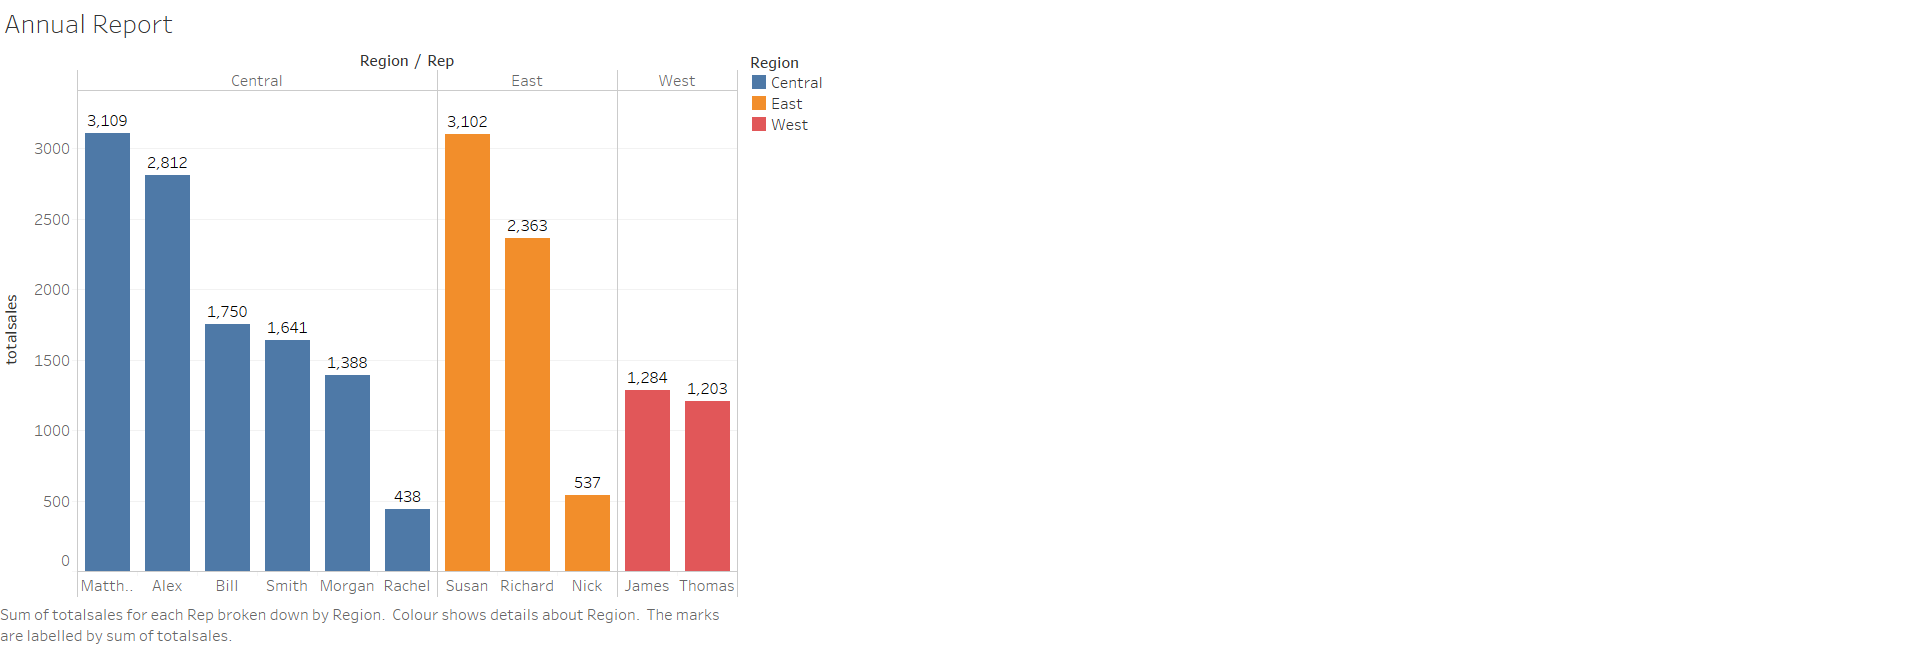 Annual Report
Region / Rep
Central East West
3,109 2,812 1,750 1,641 1,388 438 3,102 2,363 537 1,284 1,203
totalsales
3000
2500
2000
1500
1000
500
0
Matth.. Alex Bill Smith Morgan Rachel Susan Richard Nick James Thomas
Region
Central
East
West
Sum of totalsales for each Rep broken down by Region. Colour shows details about Region. The marks
are labelled by sum of totalsales.